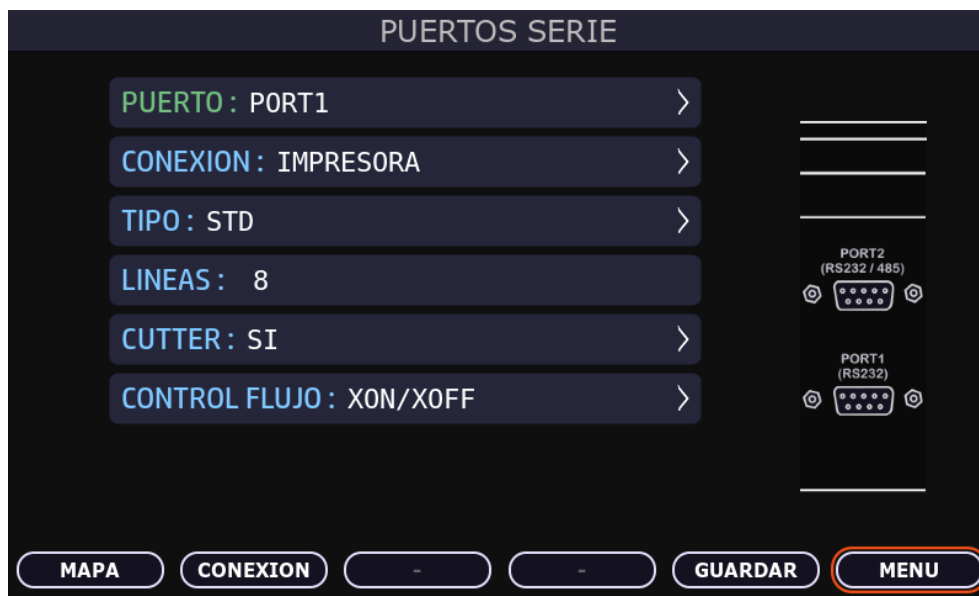 PUERTOS SERIE
PUERTO : PORT1
CONEXION : IMPRESORA
TIPO : STD
LINEAS : 8
CUTTER : SI
CONTROL FLUJO : XON/XOFF
PORT2
(RS232 / 485)
PORT1
(RS232)
MAPA CONEXION - - GUARDAR MENU